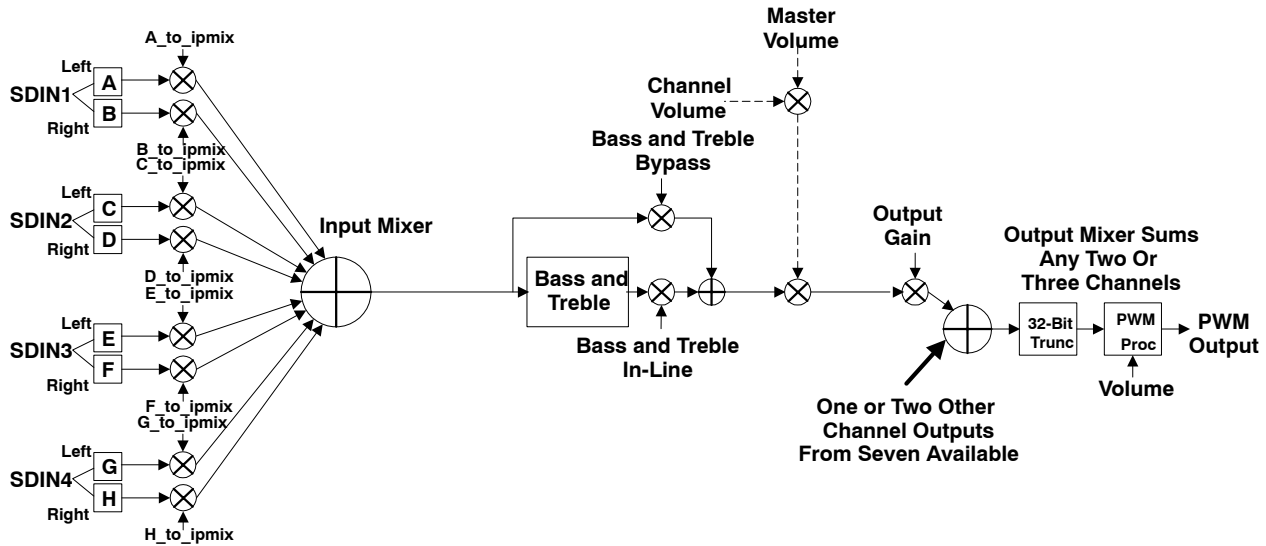 A_to_ipmix
Left
A
SDIN1
B
Right
B_to_ipmix
C_to_ipmix
Left
C
SDIN2
D
Right
D_to_ipmix
E_to_ipmix
Left
E
SDIN3
F
Right
F_to_ipmix
G_to_ipmix
Left
G
SDIN4
H
Right
H_to_ipmix
Input Mixer
Master
Volume
Channel
Volume
Bass and Treble
Bypass
Bass and
Treble
Bass and Treble
In-Line
Output
Gain
Output Mixer Sums
Any Two Or
Three Channels
32-Bit
Trunc
PWM
Proc
PWM
Output
Volume
One or Two Other
Channel Outputs
From Seven Available